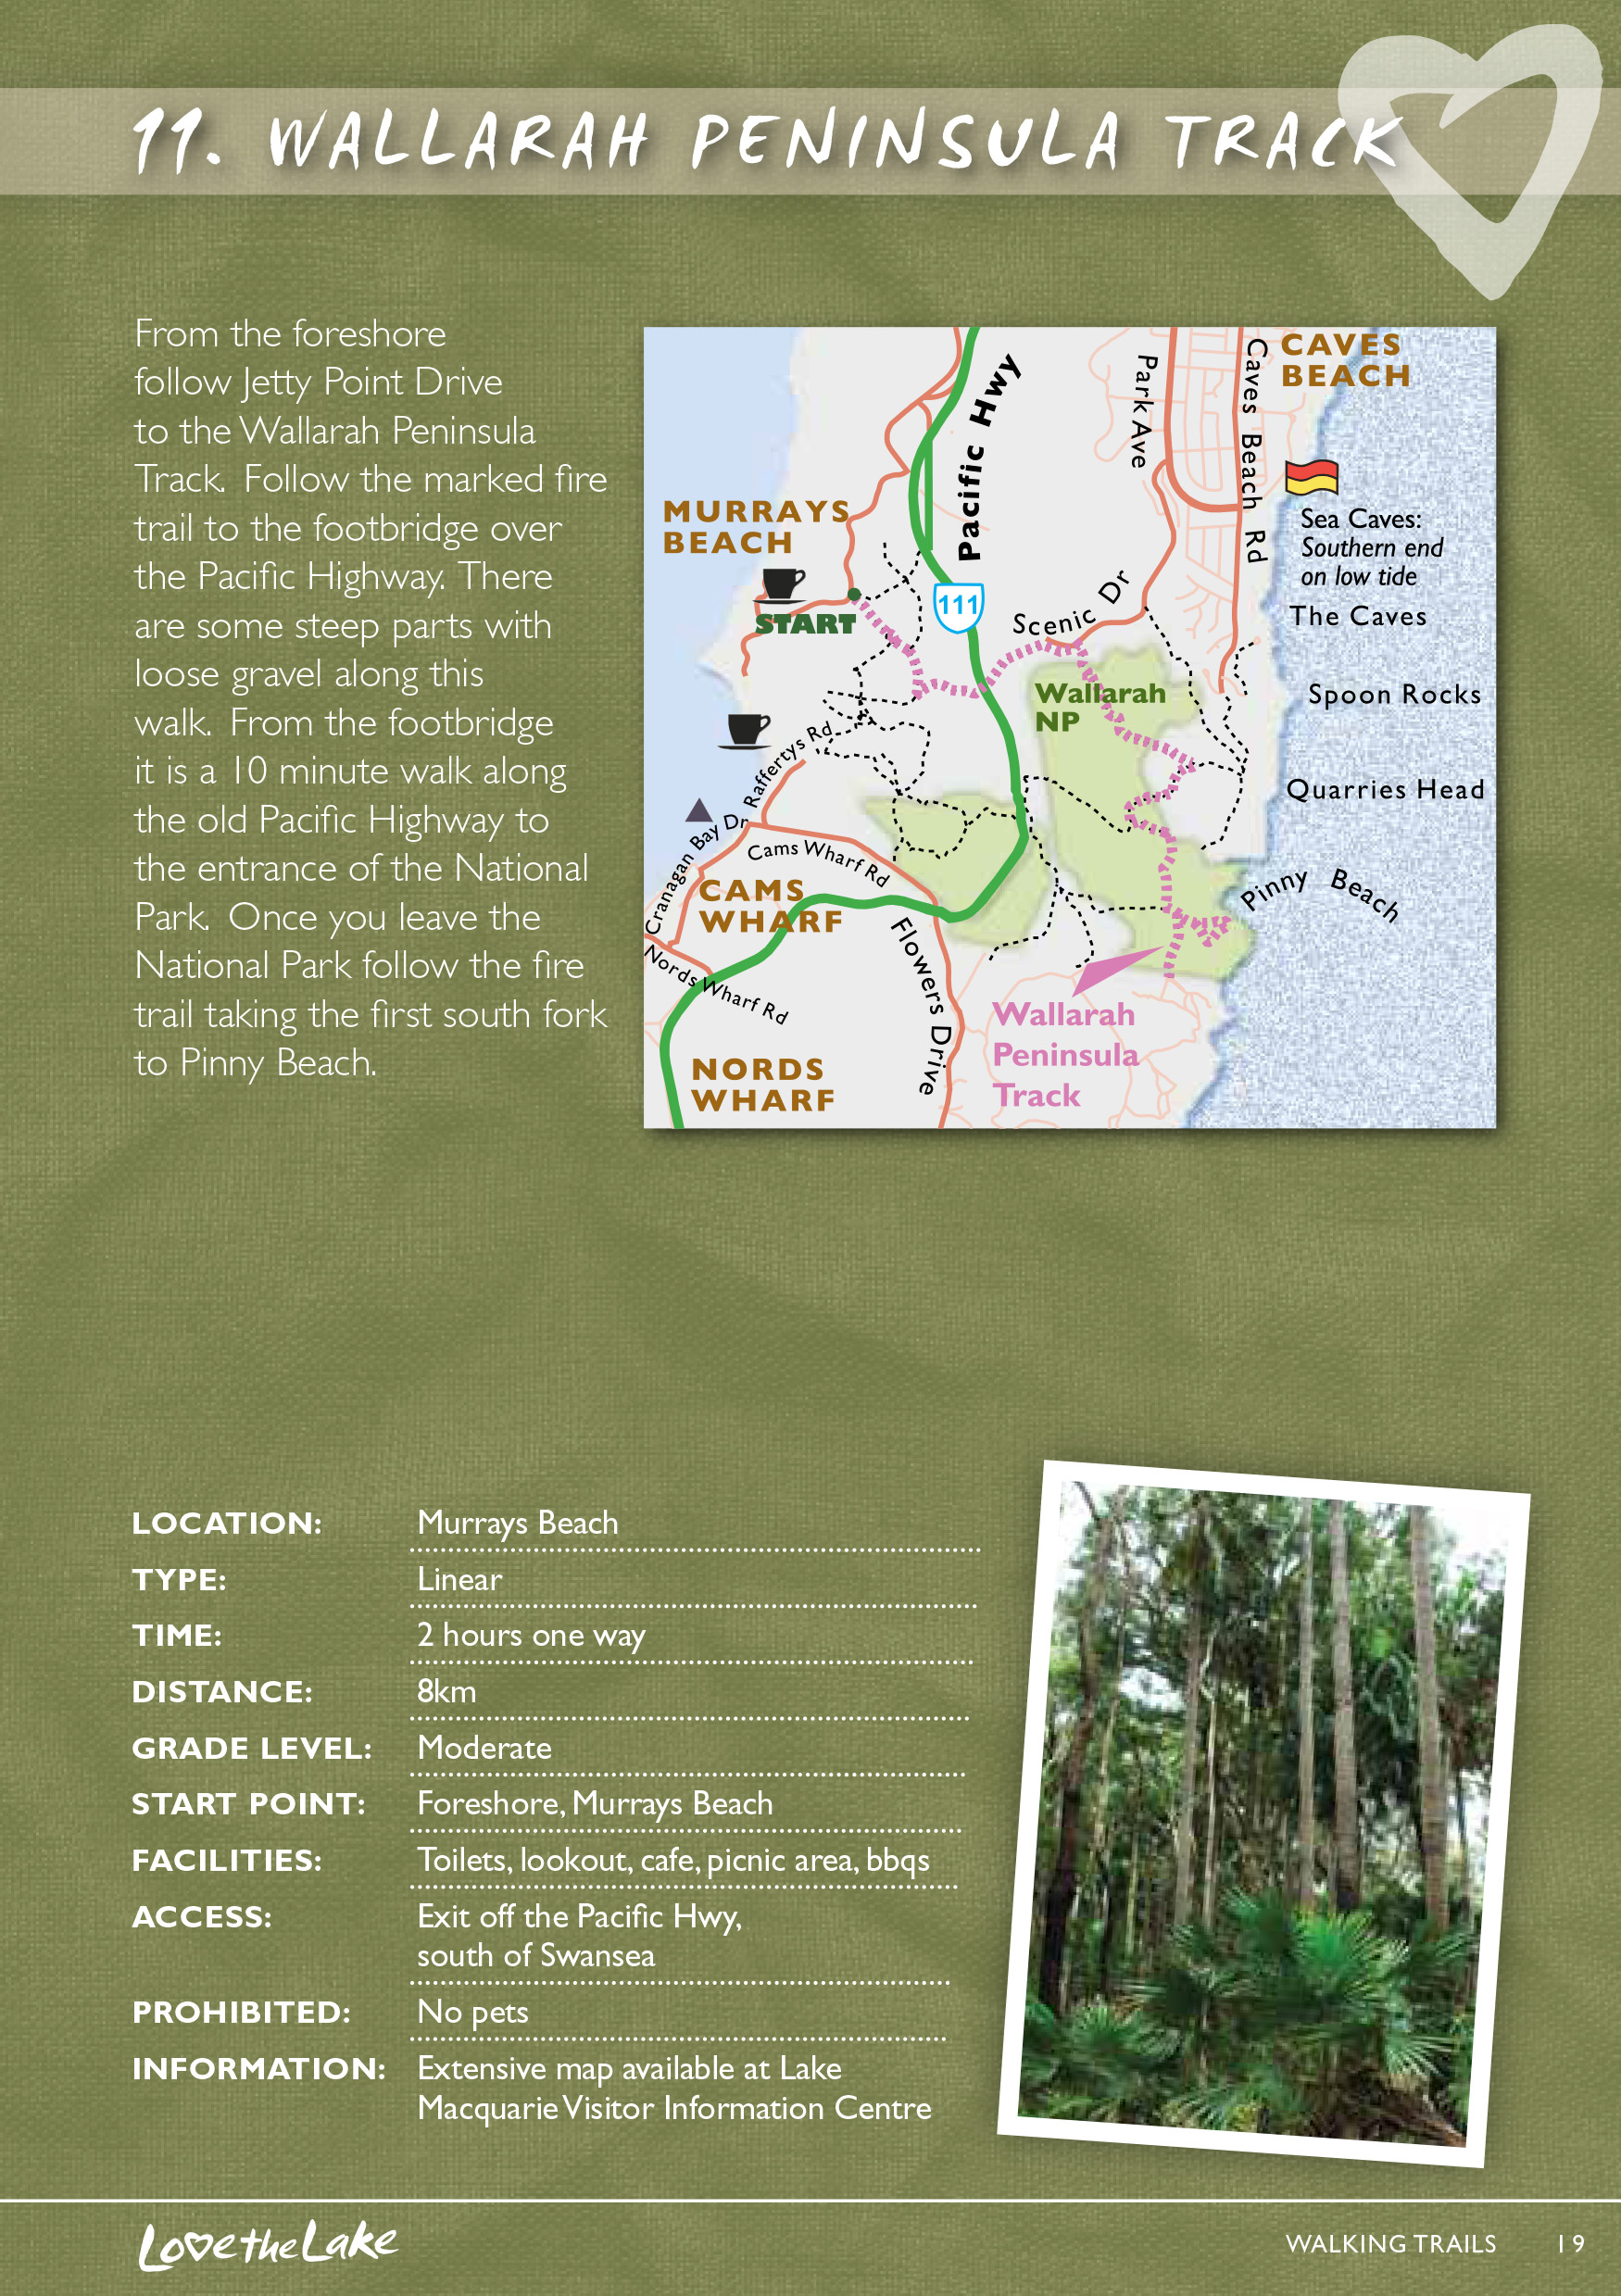 11. WALLARAH PENINSULA TRACK
From the foreshore
follow Jetty Point Drive
to the Wallarah Peninsula
Track. Follow the marked fire
trail to the footbridge over
the Pacific Highway. There
are some steep parts with
loose gravel along this
walk. From the footbridge
it is a 10 minute walk along
the old Pacific Highway to
the entrance of the National
Park. Once you leave the
National Park follow the fire
trail taking the first south fork
to Pinny Beach.
CAVES
BEACH
Pacific Hwy
Park Ave
Caves Beach Rd
MURRAYS
BEACH
Sea Caves:
Southern end
on low tide
START
111
Scenic Dr
The Caves
Wallarah
NP
Spoon Rocks
Raffertys Rd
Quarries Head
Cranagan Bay Dr
Cams Wharf Rd
CAMS
WHARF
Pinny Beach
Nords Wharf Rd
Flowers Drive
Wallarah
Peninsula
Track
NORDS
WHARF
LOCATION: Murrays Beach
TYPE: Linear
TIME: 2 hours one way
DISTANCE: 8km
GRADE LEVEL: Moderate
START POINT: Foreshore, Murrays Beach
FACILITIES: Toilets, lookout, cafe, picnic area, bbqs
ACCESS: Exit off the Pacific Hwy,
south of Swansea
PROHIBITED: No pets
INFORMATION: Extensive map available at Lake
Macquarie Visitor Information Centre
Love the Lake
WALKING TRAILS 19